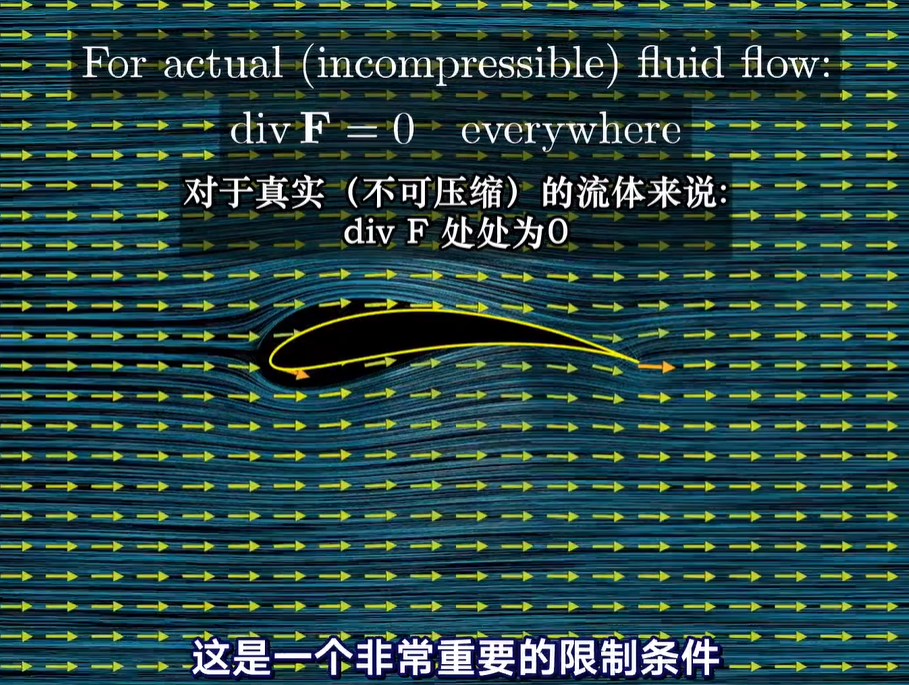 For actual (incompressible) fluid flow:
div F = 0 everywhere
对于真实（不可压缩）的流体来说:
div F 处处为0
这是一个非常重要的限制条件